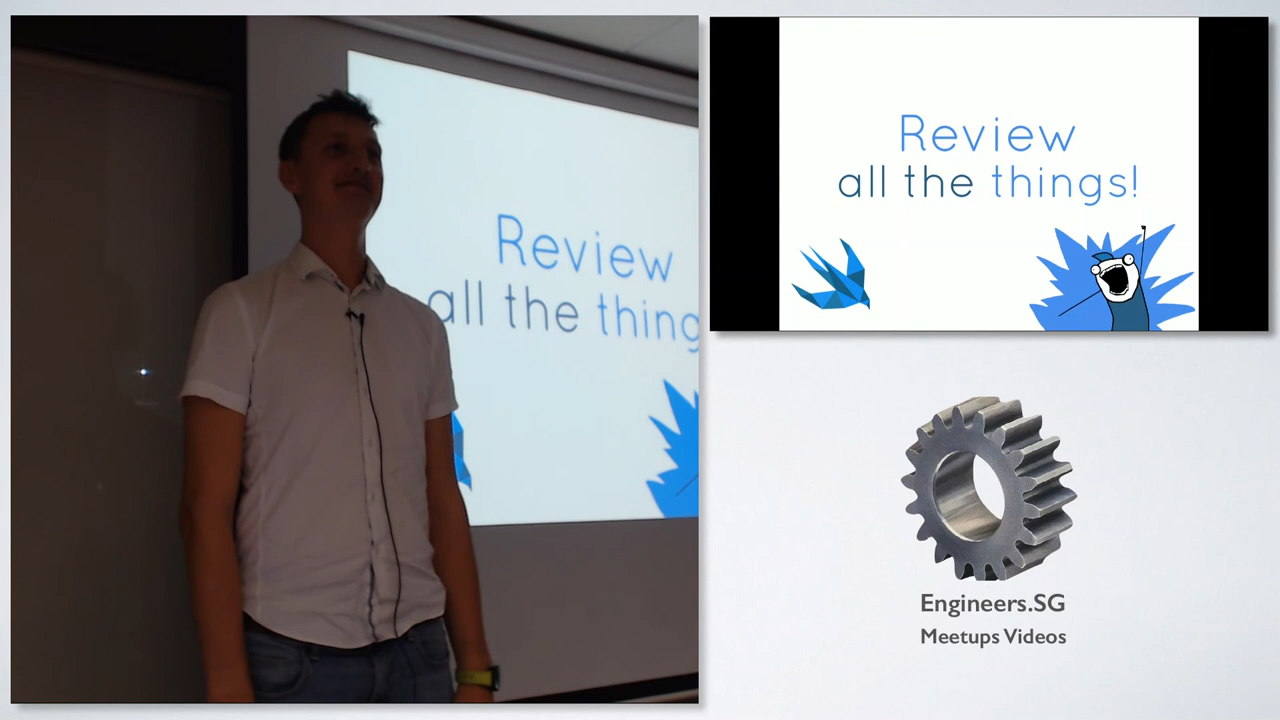 Review
all the thing
Review
all the things!
Engineers.SG
Meetups Videos